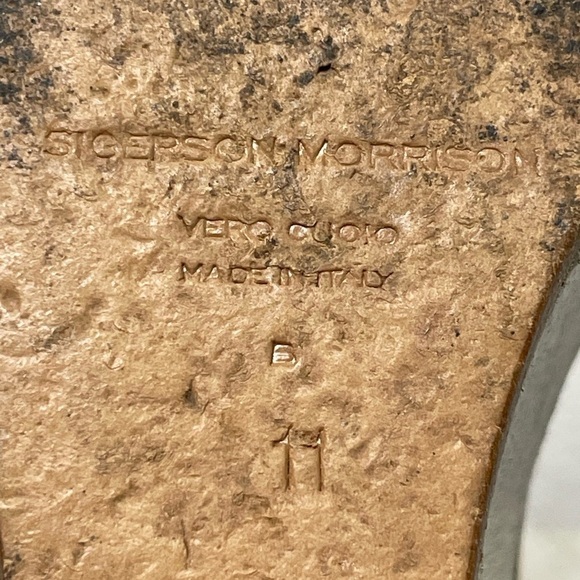 SIGERSON MORRISON
VERO CUOIO
MADE IN ITALY
B
11